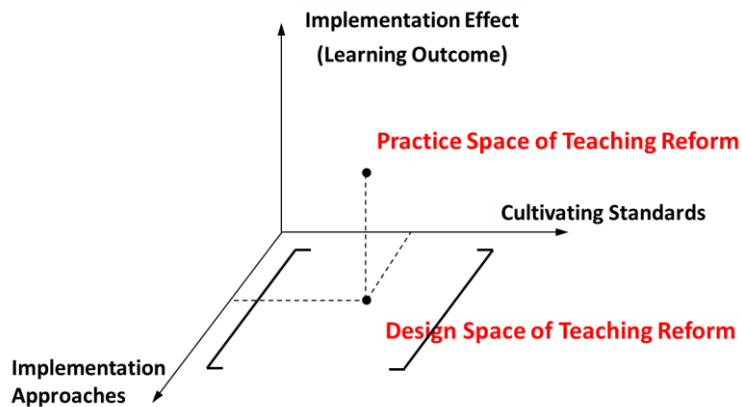 Implementation Effect
(Learning Outcome)
Practice Space of Teaching Reform
Cultivating Standards
Design Space of Teaching Reform
Implementation
Approaches